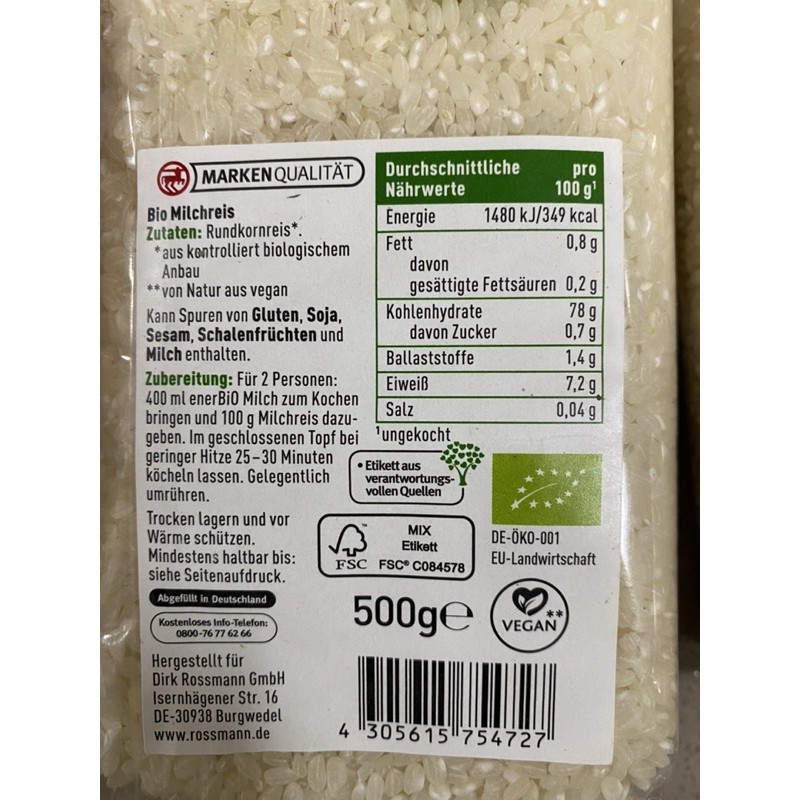 MARKENQUALITÄT
Bio Milchreis
Zutaten: Rundkornreis*.
*aus kontrolliert biologischem
Anbau
**von Natur aus vegan
Kann Spuren von Gluten, Soja,
Sesam, Schalenfrüchten und
Milch enthalten.
Zubereitung: Für 2 Personen:
400 ml enerBiO Milch zum Kochen
bringen und 100 g Milchreis dazu-
geben. Im geschlossenen Topf bei
geringer Hitze 25–30 Minuten
köcheln lassen. Gelegentlich
umrühren.
Trocken lagern und vor
Wärme schützen.
Mindestens haltbar bis:
siehe Seitenaufdruck.
Abgefüllt in Deutschland
Kostenloses Info-Telefon:
0800-76 77 62 66
Hergestellt für
Dirk Rossmann GmbH
Isernhägener Str. 16
DE-30938 Burgwedel
www.rossmann.de
Durchschnittliche pro
Nährwerte 100 g¹
Energie 1480 kJ/349 kcal
Fett 0,8 g
davon
gesättigte Fettsäuren 0,2 g
Kohlenhydrate 78 g
davon Zucker 0,7 g
Ballaststoffe 1,4 g
Eiweiß 7,2 g
Salz 0,04 g
¹ungekocht
• Etikett aus
verantwortungs-
vollen Quellen
FSC
MIX
Etikett
FSC® C084578
DE-ÖKO-001
EU-Landwirtschaft
500g℮
VEGAN**
4 305615 754727